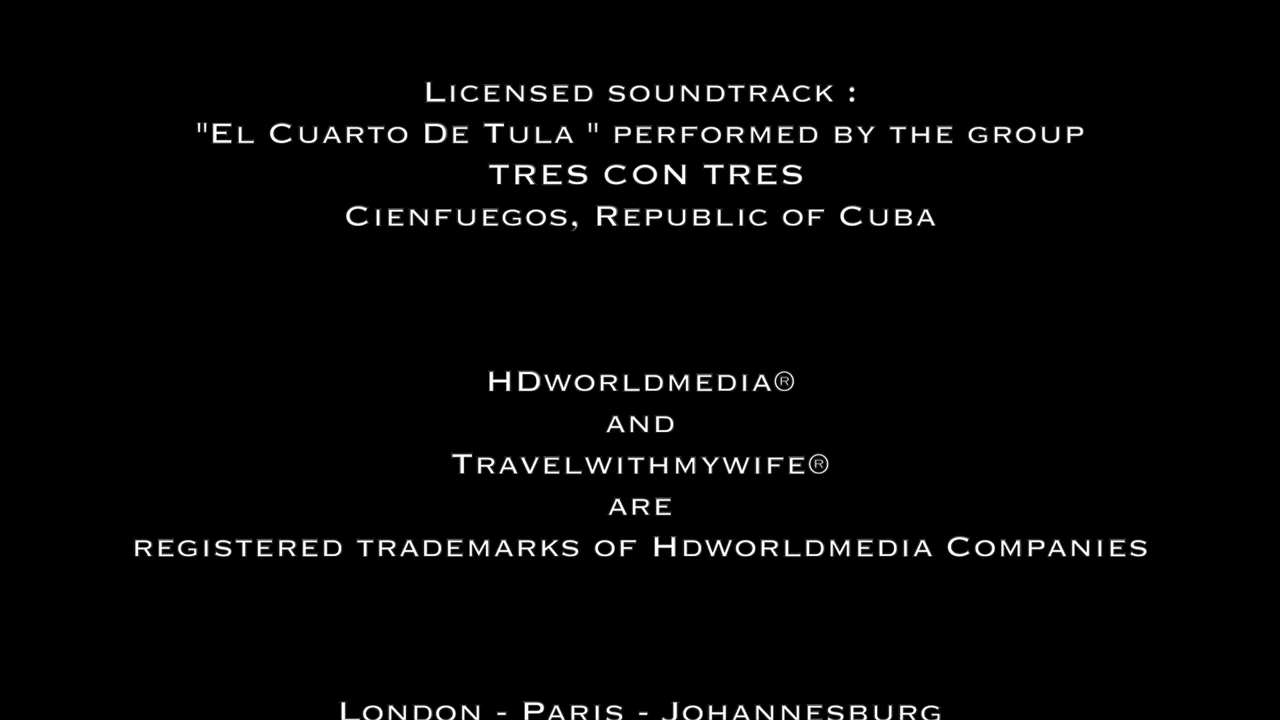 Licensed soundtrack :
"El Cuarto De Tula " performed by the group
TRES CON TRES
Cienfuegos, Republic of Cuba
HDworldmedia®
and
Travelwithmywife®
are
registered trademarks of Hdworldmedia Companies
London - Paris - Johannesburg